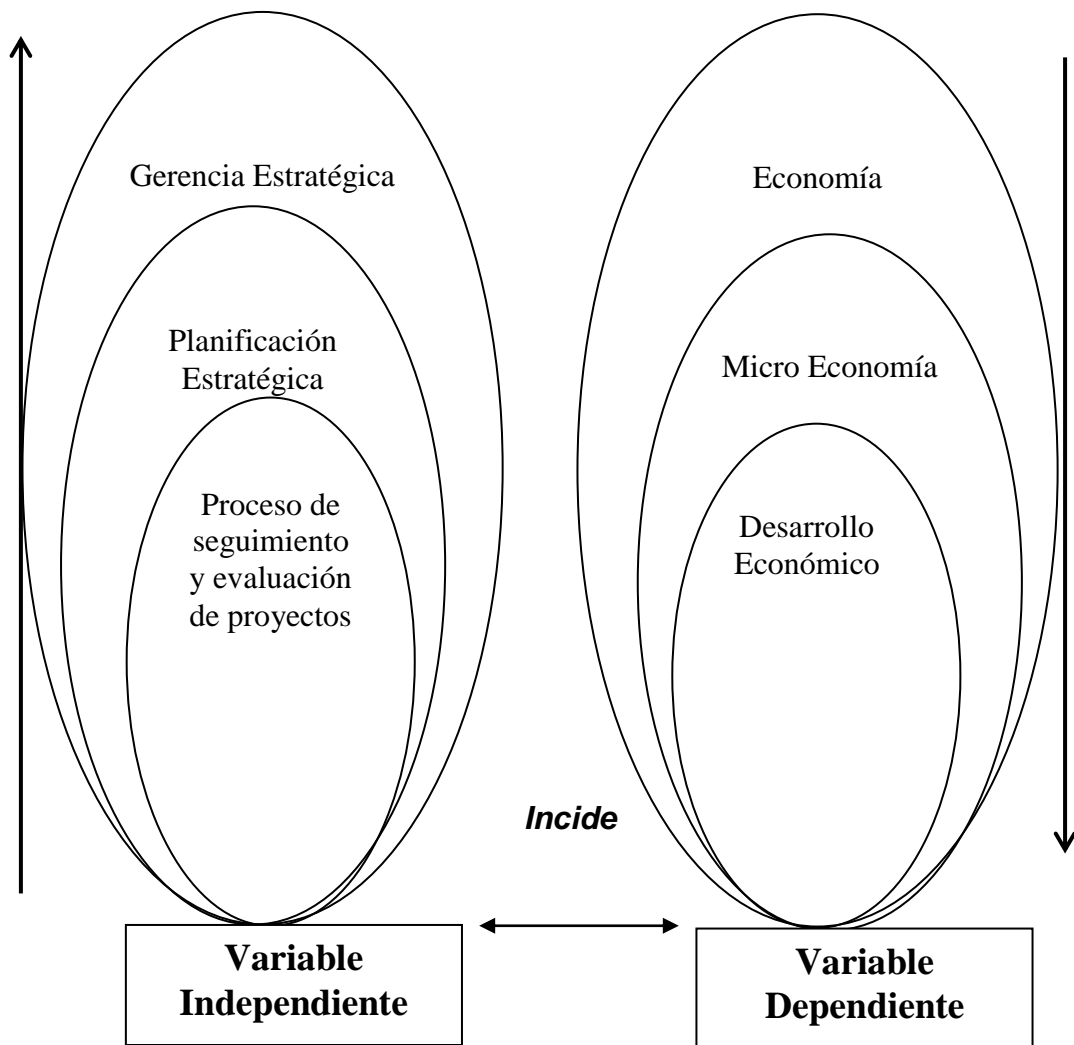 Gerencia Estratégica
Planificación
Estratégica
Proceso de
seguimiento
y evaluación
de proyectos
Economía
Micro Economía
Desarrollo
Económico
Incide
Variable
Independiente
Variable
Dependiente